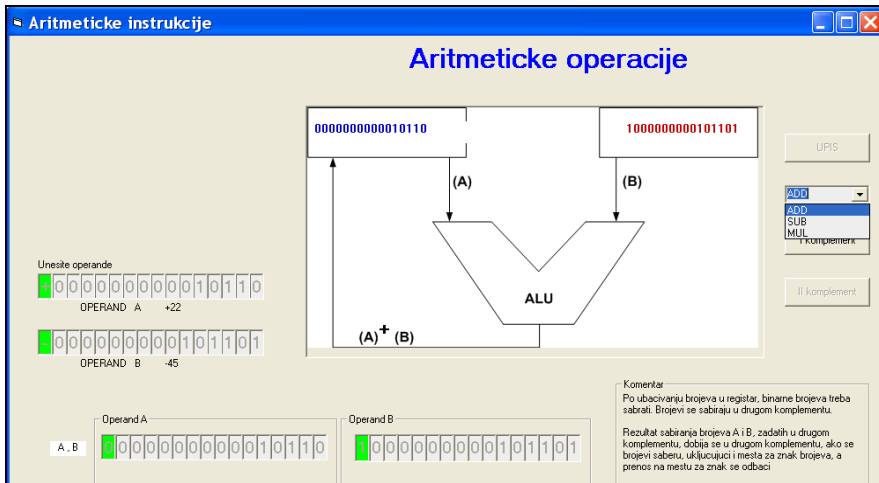 Aritmeticke instrukcije
Aritmeticke operacije
0000000000010110
1000000000101101
UPIS
(A)
(B)
ADD
ADD
SUB
MUL
I komplement
Unesite operande
+000000000010110
OPERAND A +22
ALU
II komplement
(A)+ (B)
-000000000101101
OPERAND B -45
Komentar
Po ubacivanju brojeva u registar, binarne brojeva treba
sabrati. Brojevi se sabiraju u drugom komplementu.
Rezultat sabiranja brojeva A i B, zadatih u drugom
komplementu, dobija se u drugom komplementu, ako se
brojevi saberu, ukljucujuci i mesta za znak brojeva, a
prenos na mestu za znak se odbaci
A , B
Operand A
0000000000010110
Operand B
1000000000101101